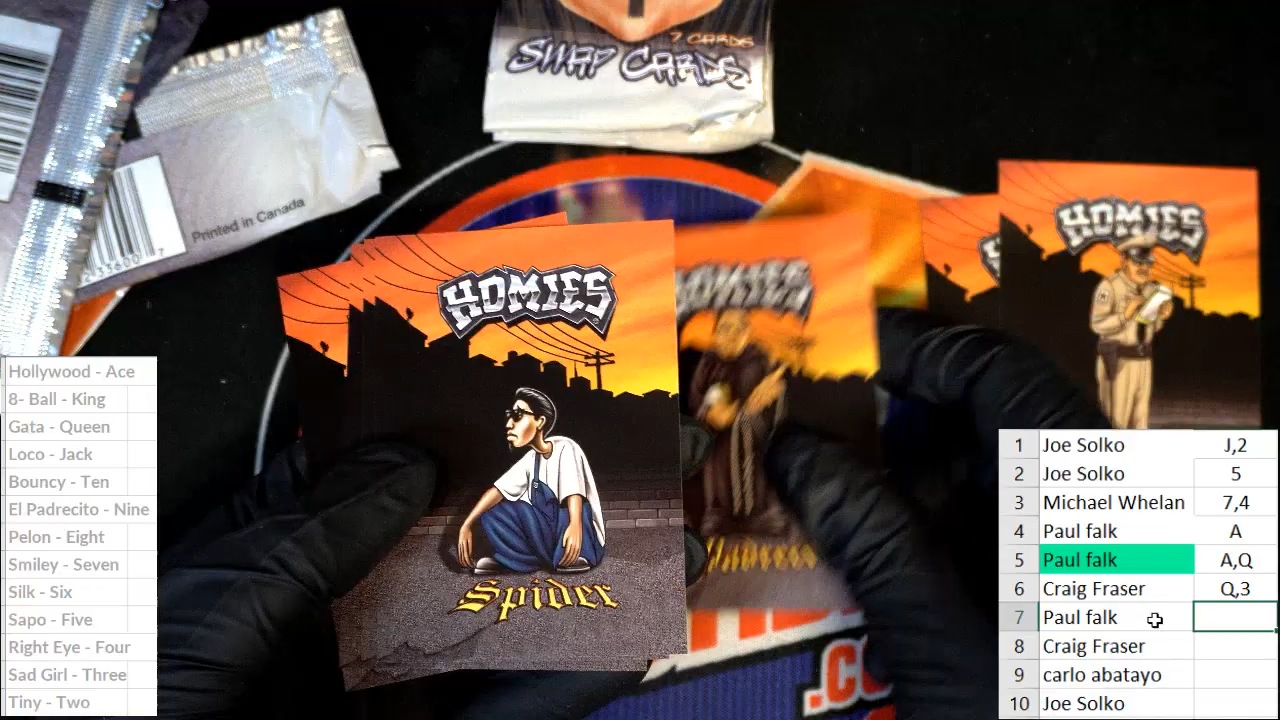 7 CARDS
SWAP CARDS
Printed in Canada
HOMIES
HOMIES
HOMIES
Spider
.CO
Hollywood - Ace
8- Ball - King
Gata - Queen
Loco - Jack
Bouncy - Ten
El Padrecito - Nine
Pelon - Eight
Smiley - Seven
Silk - Six
Sapo - Five
Right Eye - Four
Sad Girl - Three
Tiny - Two
1 Joe Solko J,2
2 Joe Solko 5
3 Michael Whelan 7,4
4 Paul falk A
5 Paul falk A,Q
6 Craig Fraser Q,3
7 Paul falk
8 Craig Fraser
9 carlo abatayo
10 Joe Solko